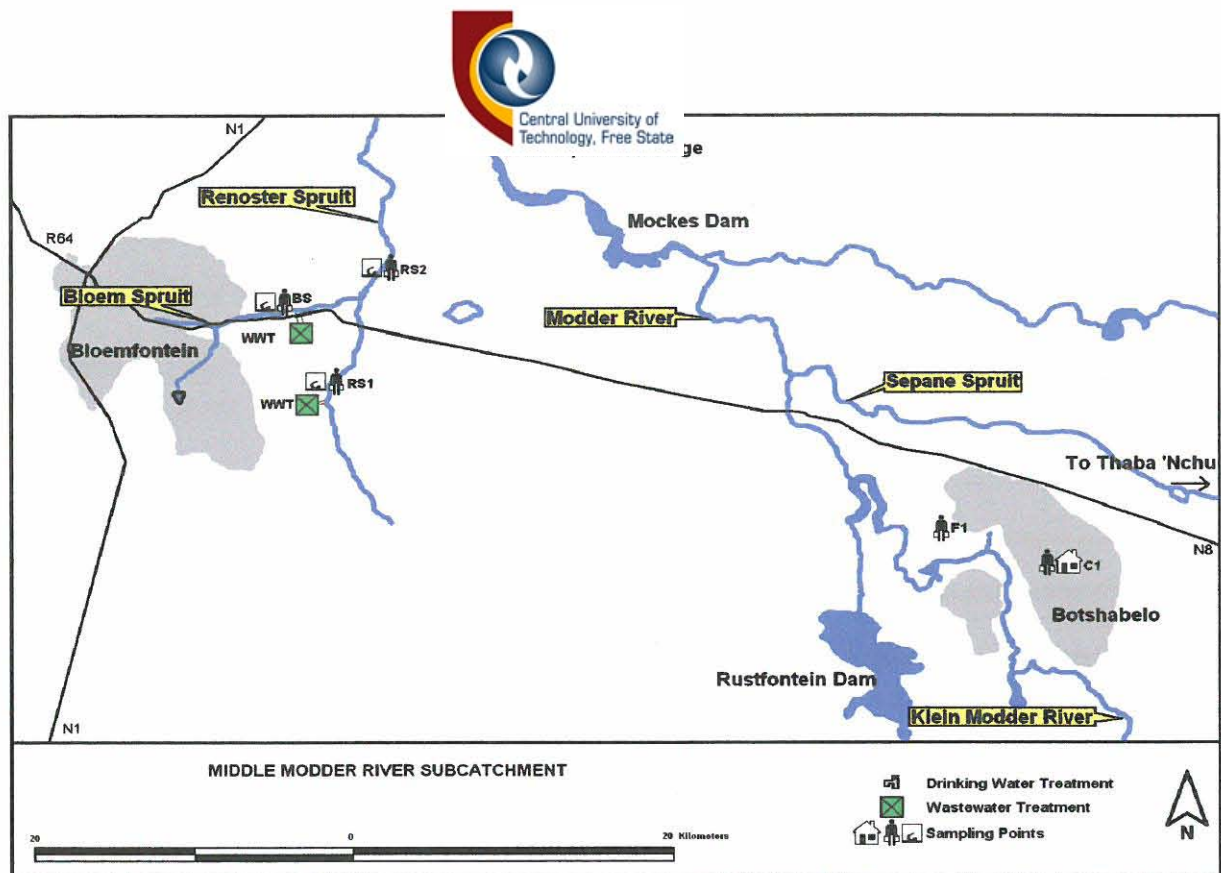 Central University of
Technology, Free State
N1
ge
Renoster Spruit
Mockes Dam
R64
RS2
Bloem Spruit
BS
Modder River
WWT
Bloemfontein
RS1
Sepane Spruit
WWT
To Thaba 'Nchu
F1
N8
C1
Botshabelo
Rustfontein Dam
Klein Modder River
N1
MIDDLE MODDER RIVER SUBCATCHMENT
Drinking Water Treatment
Wastewater Treatment
Sampling Points
20 0 20 Kilometers
N